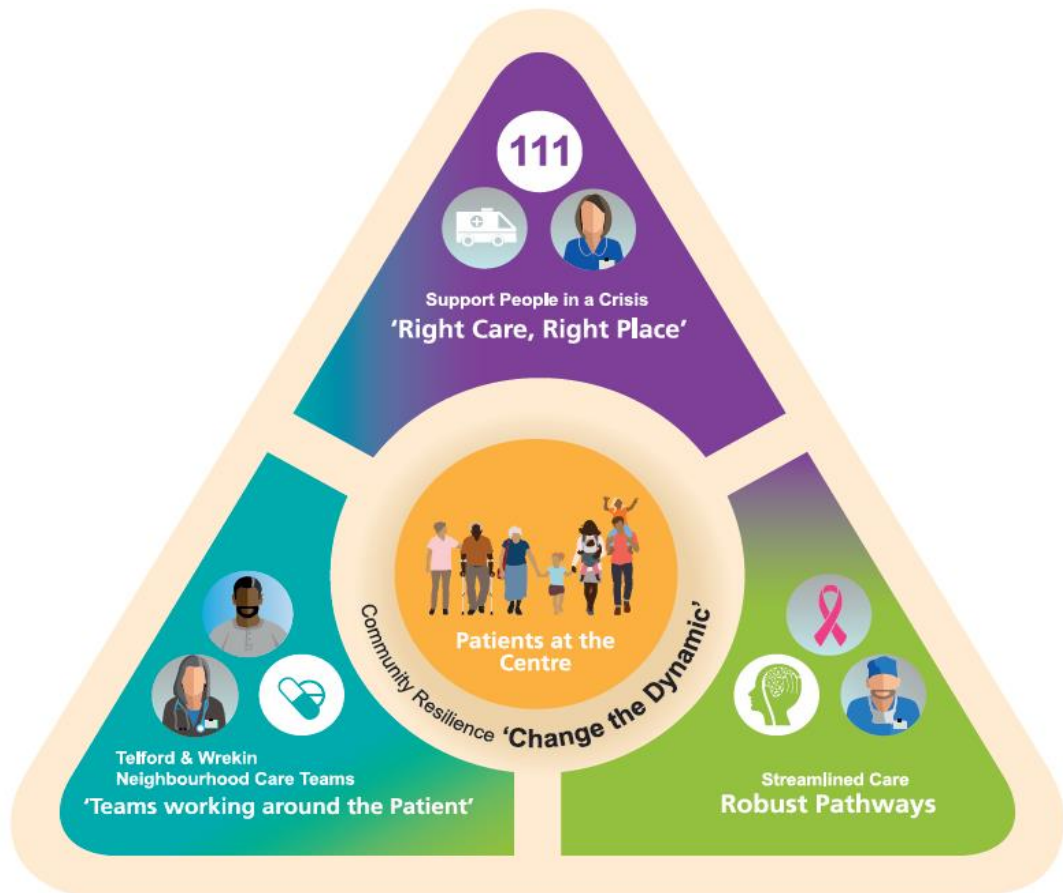 111
Support People in a Crisis
‘Right Care, Right Place’
Patients at the
Centre
Community Resilience ‘Change the Dynamic’
Telford & Wrekin
Neighbourhood Care Teams
‘Teams working around the Patient’
Streamlined Care
Robust Pathways